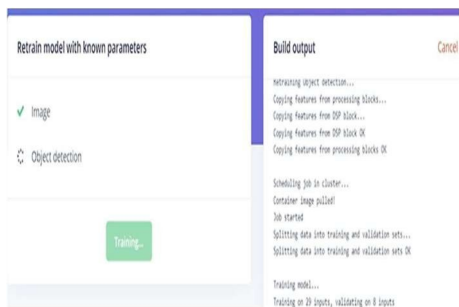 Retrain model with known parameters
Image
Object detection
Training...
Build output
Cancel
Retraining Object detection...
Copying features from processing blocks...
Copying features from DSP block...
Copying features from DSP block OK
Copying features from processing blocks OK
Scheduling job in cluster...
Container image pulled!
Job started
Splitting data into training and validation sets...
Splitting data into training and validation sets OK
Training model...
Training on 29 inputs, validating on 8 inputs